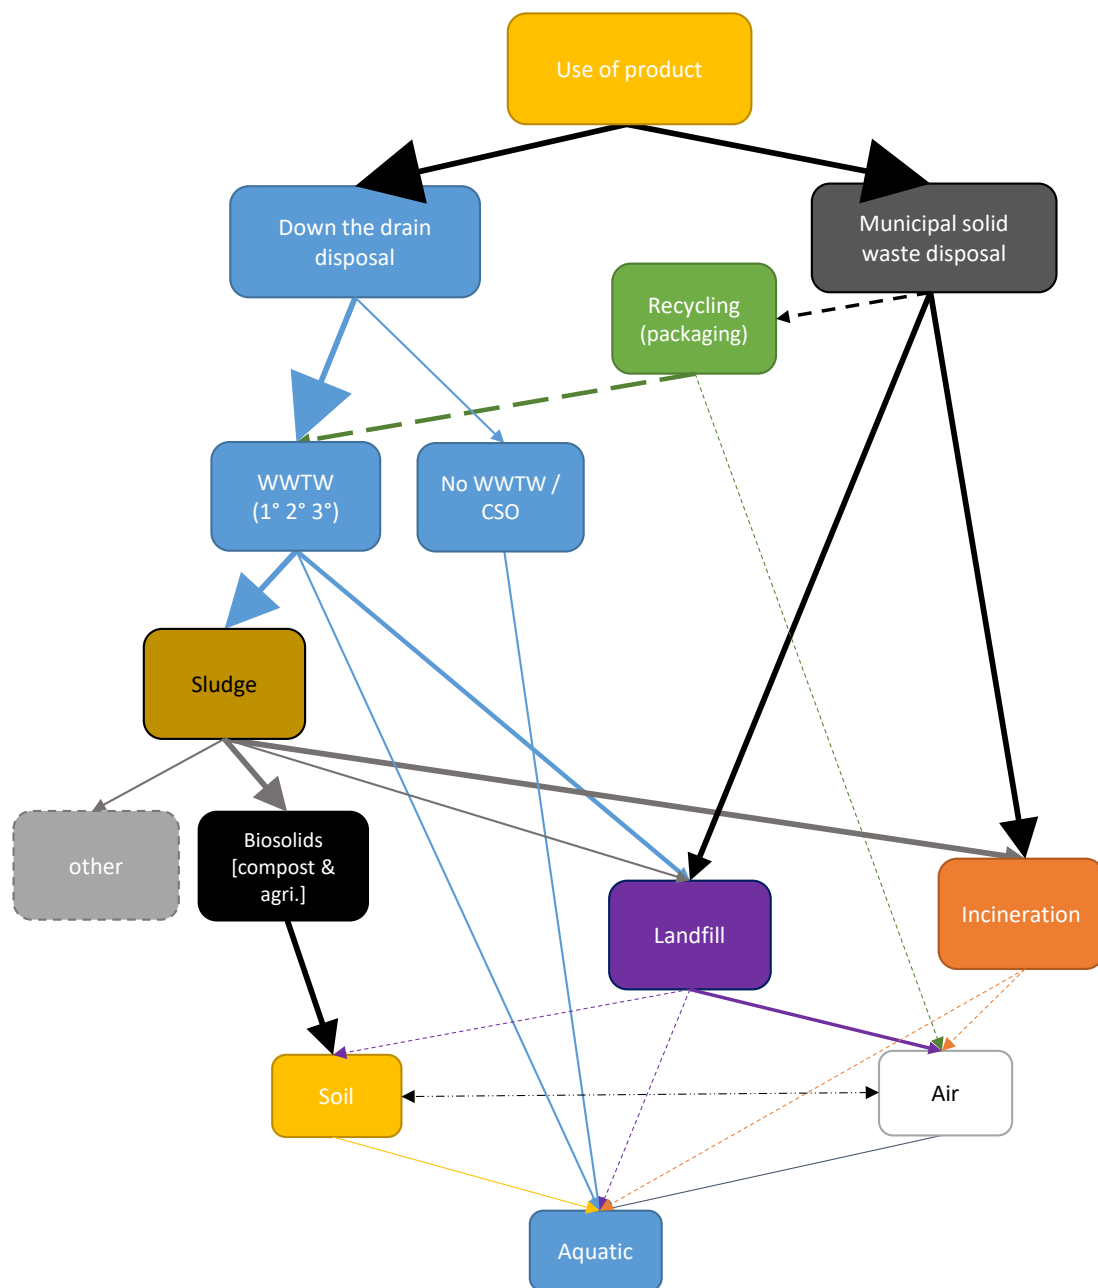 Use of product
Down the drain
disposal
Municipal solid
waste disposal
Recycling
(packaging)
WWTW
(1° 2° 3°)
No WWTW /
CSO
Sludge
other
Biosolids
[compost &
agri.]
Landfill
Incineration
Soil
Air
Aquatic